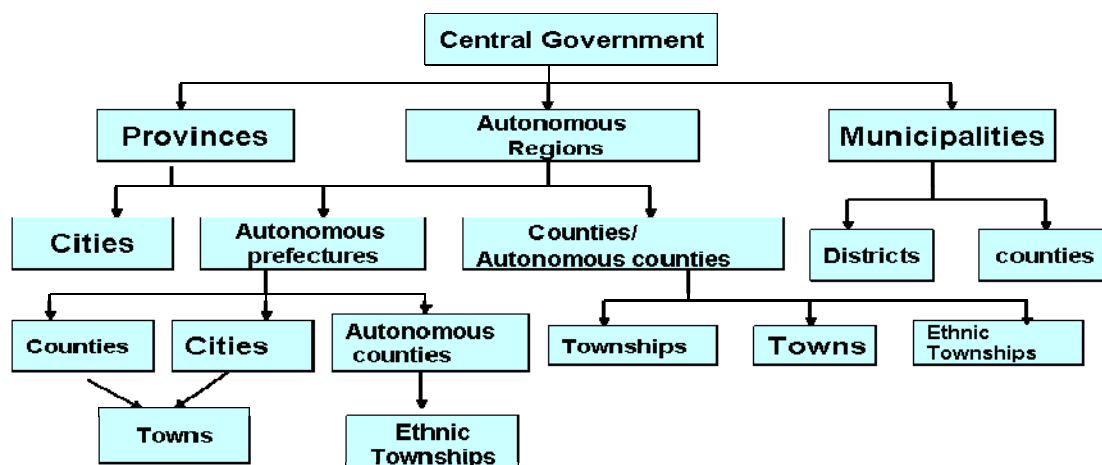 Central Government
Provinces
Autonomous
Regions
Municipalities
Cities
Autonomous
prefectures
Counties/
Autonomous counties
Districts
counties
Counties
Cities
Autonomous
counties
Townships
Towns
Ethnic
Townships
Towns
Ethnic
Townships